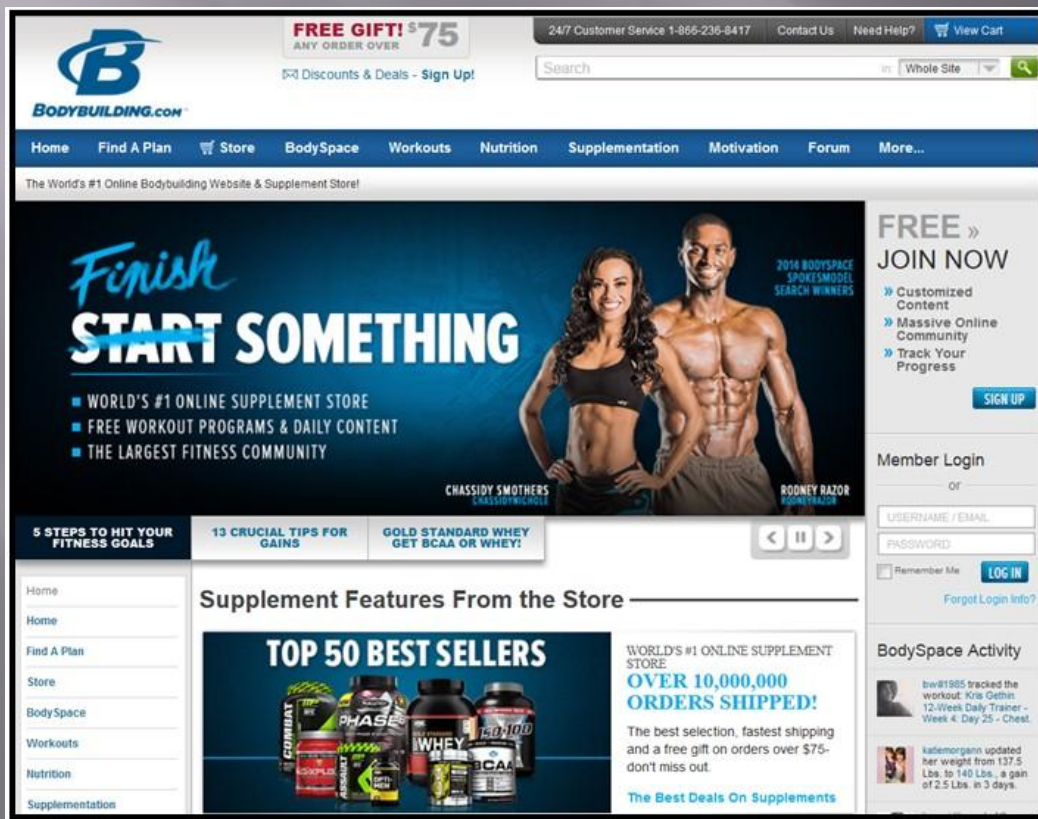 FREE GIFT! $75
ANY ORDER OVER
Discounts & Deals - Sign Up!
24/7 Customer Service 1-866-236-8417 Contact Us Need Help? View Cart
Search in: Whole Site
B
BODYBUILDING.COM
Home Find A Plan Store BodySpace Workouts Nutrition Supplementation Motivation Forum More...
The World's #1 Online Bodybuilding Website & Supplement Store!
Finish
START SOMETHING
WORLD'S #1 ONLINE SUPPLEMENT STORE
FREE WORKOUT PROGRAMS & DAILY CONTENT
THE LARGEST FITNESS COMMUNITY
2014 BODYSPACE
SPOKESMODEL
SEARCH WINNERS
CHASSIDY SMOTHERS
CHASSIDYNICHOLE
RODNEY RAZOR
RODNEYRAZOR
5 STEPS TO HIT YOUR
FITNESS GOALS
13 CRUCIAL TIPS FOR
GAINS
GOLD STANDARD WHEY
GET BCAA OR WHEY!
FREE »
JOIN NOW
» Customized
Content
» Massive Online
Community
» Track Your
Progress
SIGN UP
Member Login
or
USERNAME / EMAIL
PASSWORD
Remember Me LOG IN
Forgot Login Info?
BodySpace Activity
bw#1985 tracked the
workout: Kris Gethin
12-Week Daily Trainer -
Week 4: Day 25 - Chest.
katiemorgann updated
her weight from 137.5
Lbs. to 140 Lbs., a gain
of 2.5 Lbs. in 3 days.
Home
Home
Find A Plan
Store
BodySpace
Workouts
Nutrition
Supplementation
Supplement Features From the Store
TOP 50 BEST SELLERS
COMBAT
PHASE8
WHEY
ASSAULT
OPTI-
MEN
BCAA
WORLD'S #1 ONLINE SUPPLEMENT
STORE
OVER 10,000,000
ORDERS SHIPPED!
The best selection, fastest shipping
and a free gift on orders over $75-
don't miss out.
The Best Deals On Supplements